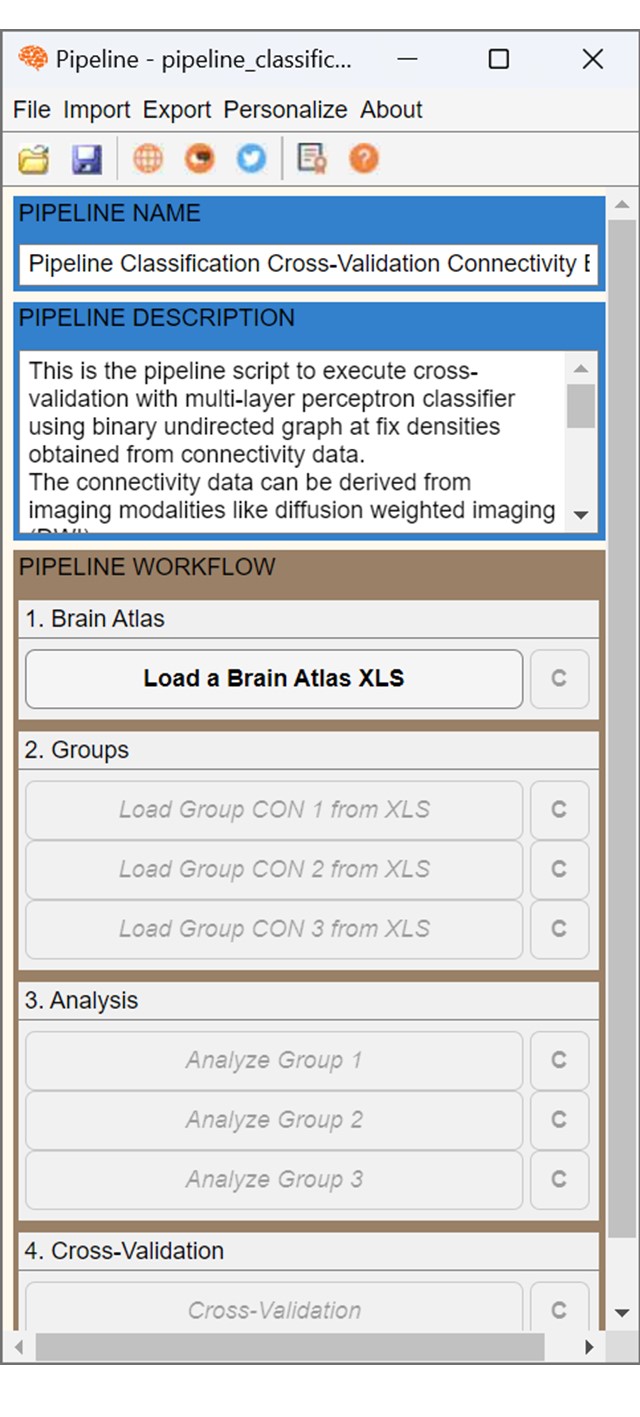 Pipeline - pipeline_classific...
File Import Export Personalize About
PIPELINE NAME
Pipeline Classification Cross-Validation Connectivity
PIPELINE DESCRIPTION
This is the pipeline script to execute cross-
validation with multi-layer perceptron classifier
using binary undirected graph at fix densities
obtained from connectivity data.
The connectivity data can be derived from
imaging modalities like diffusion weighted imaging
PIPELINE WORKFLOW
1. Brain Atlas
Load a Brain Atlas XLS C
2. Groups
Load Group CON 1 from XLS C
Load Group CON 2 from XLS C
Load Group CON 3 from XLS C
3. Analysis
Analyze Group 1 C
Analyze Group 2 C
Analyze Group 3 C
4. Cross-Validation
Cross-Validation C